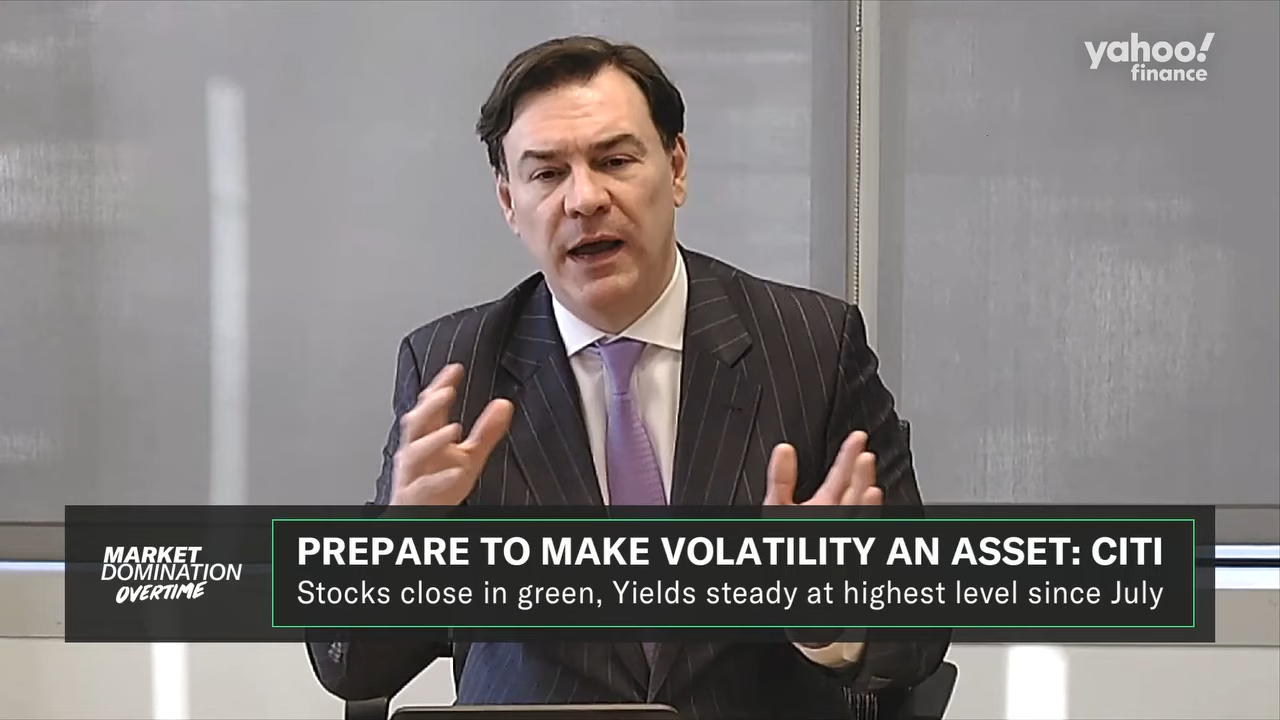 yahoo!
finance
MARKET
DOMINATION
OVERTIME
PREPARE TO MAKE VOLATILITY AN ASSET: CITI
Stocks close in green, Yields steady at highest level since July